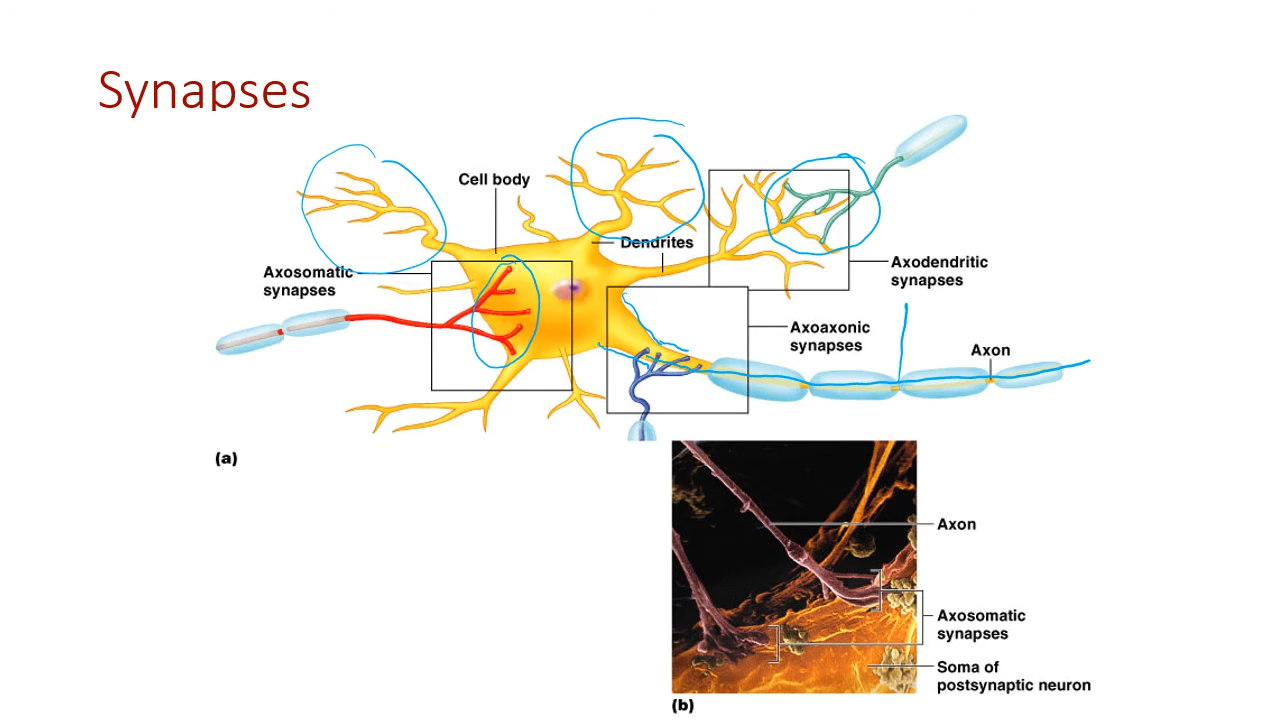 Synapses
Cell body
Dendrites
Axosomatic
synapses
Axodendritic
synapses
Axoaxonic
synapses
Axon
(a)
Axon
Axosomatic
synapses
Soma of
postsynaptic neuron
(b)